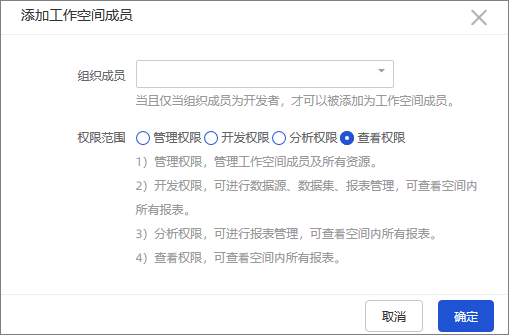 添加工作空间成员
组织成员
当且仅当组织成员为开发者，才可以被添加为工作空间成员。
权限范围 管理权限 开发权限 分析权限 查看权限
1）管理权限，管理工作空间成员及所有资源。
2）开发权限，可进行数据源、数据集、报表管理，可查看空间内
所有报表。
3）分析权限，可进行报表管理，可查看空间内所有报表。
4）查看权限，可查看空间内所有报表。
取消 确定